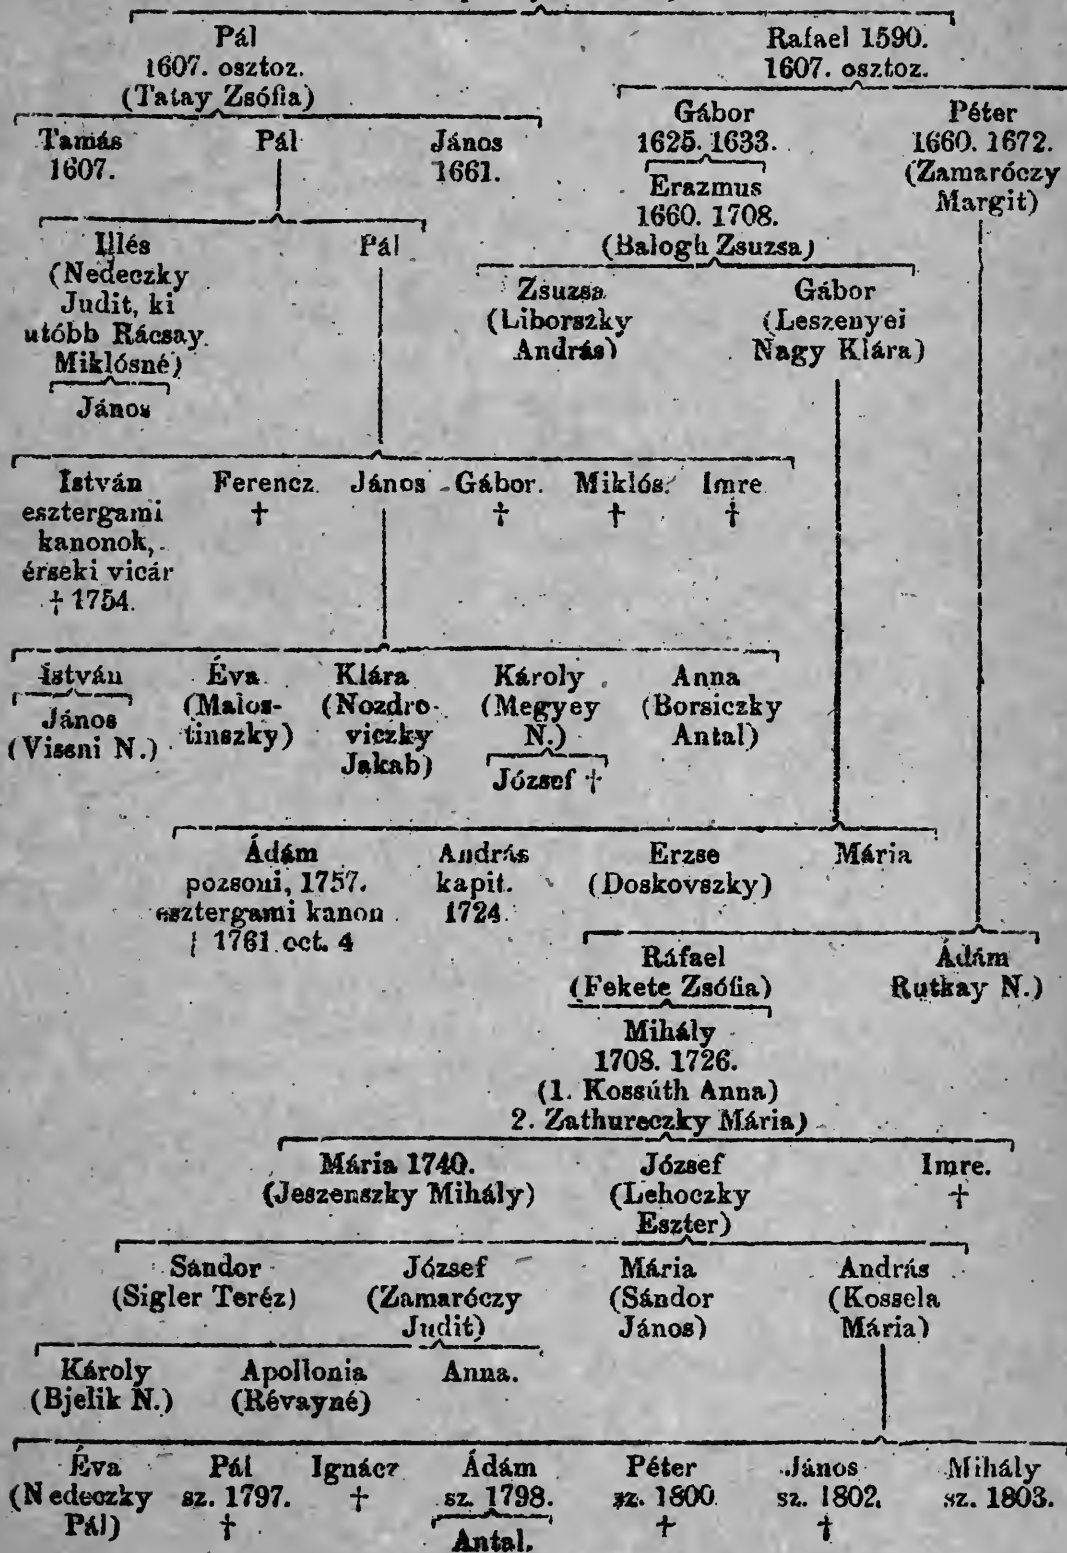 Pál Rafael 1590.
1607. osztoz. 1607. osztoz.
(Tatay Zsófia)
Gábor Péter
Tamás Pál János 1625. 1633. 1660. 1672.
1607. 1661. (Zamaróczy
Erazmus Margit)
1660. 1708.
Illés Pál (Balogh Zsuzsa)
(Nedeczky Zsuzsa Gábor
Judit, ki (Liborszky (Leszenyei
utóbb Rácsay András) Nagy Klára)
Miklósné)
János
István Ferencz. János Gábor. Miklós. Imre
esztergami † † † †
kanonok,
érseki vicár
† 1754.
István Éva Klára Károly Anna
János (Malos- (Nozdro- (Megyey (Borsiczky
(Viseni N.) tinszky) viczky N.) Antal)
Jakab) József †
Ádám András Erzse Mária
pozsoni, 1757. kapit. (Doskovszky)
esztergami kanon 1724.
† 1761 oct. 4
Ráfael Ádám
(Fekete Zsófia) Rutkay N.)
Mihály
1708. 1726.
(1. Kossúth Anna)
2. Zathureczky Mária)
Mária 1740. József Imre.
(Jeszenszky Mihály) (Lehoczky †
Eszter)
Sándor József Mária András
(Sigler Teréz) (Zamaróczy (Sándor (Kossela
Judit) János) Mária)
Károly Apollonia Anna.
(Bjelik N.) (Révayné)
Éva Pál Ignácz Ádám Péter János Mihály
(Nedeczky sz. 1797. † sz. 1798. sz. 1800 sz. 1802. sz. 1803.
Pál) † Antal. † †